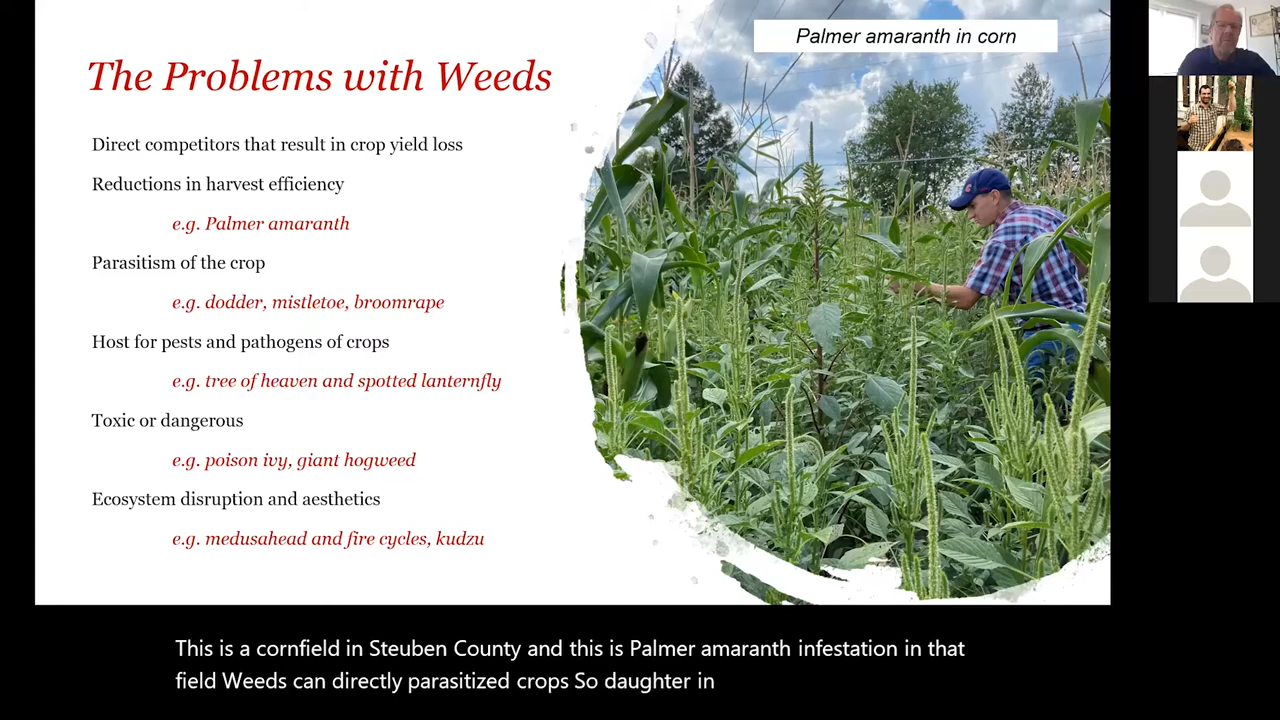 Palmer amaranth in corn
The Problems with Weeds
Direct competitors that result in crop yield loss
Reductions in harvest efficiency
e.g. Palmer amaranth
Parasitism of the crop
e.g. dodder, mistletoe, broomrape
Host for pests and pathogens of crops
e.g. tree of heaven and spotted lanternfly
Toxic or dangerous
e.g. poison ivy, giant hogweed
Ecosystem disruption and aesthetics
e.g. medusahead and fire cycles, kudzu
This is a cornfield in Steuben County and this is Palmer amaranth infestation in that
field Weeds can directly parasitized crops So daughter in